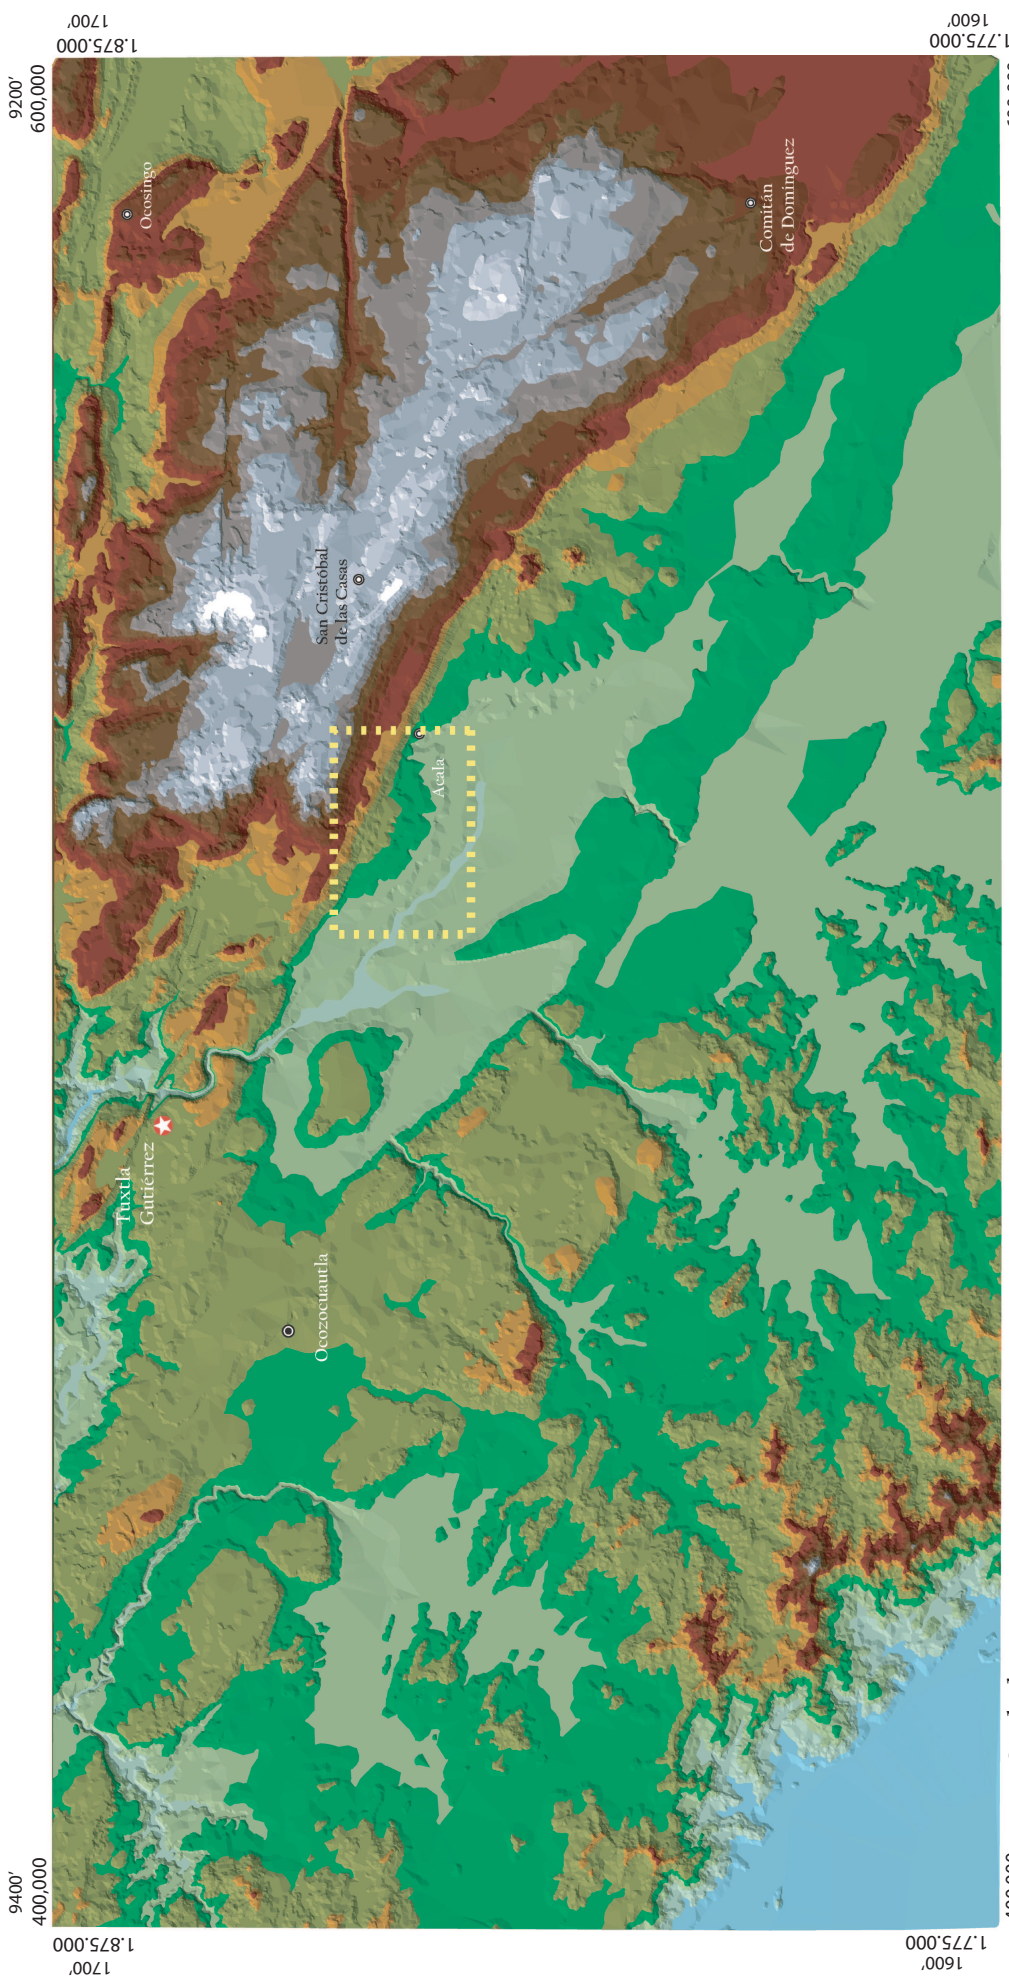 1700'
1.875.000
1600'
1.775.000
9200'
600,000
Ocosingo
Comitán
de Dominguez
San Cristóbal
de las Casas
Acala
Tuxtla
Gutiérrez
Ocozocuautla
9400'
400,000
1.875.000
1700'
1.775.000
1600'